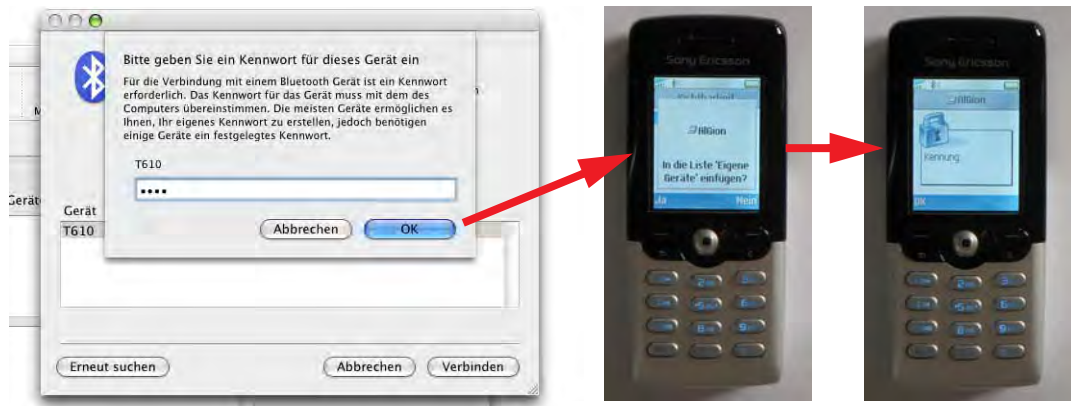 Bitte geben Sie ein Kennwort für dieses Gerät ein
Für die Verbindung mit einem Bluetooth Gerät ist ein Kennwort
erforderlich. Das Kennwort für das Gerät muss mit dem des
Computers übereinstimmen. Die meisten Geräte ermöglichen es
Ihnen, Ihr eigenes Kennwort zu erstellen, jedoch benötigen
einige Geräte ein festgelegtes Kennwort.
T610
••••
Abbrechen
OK
Gerät
Gerät
T610
Erneut suchen
Abbrechen
Verbinden
Sony Ericsson
In die Liste 'Eigene
Geräte' einfügen?
Ja
Nein
Sony Ericsson
Kennung:
OK